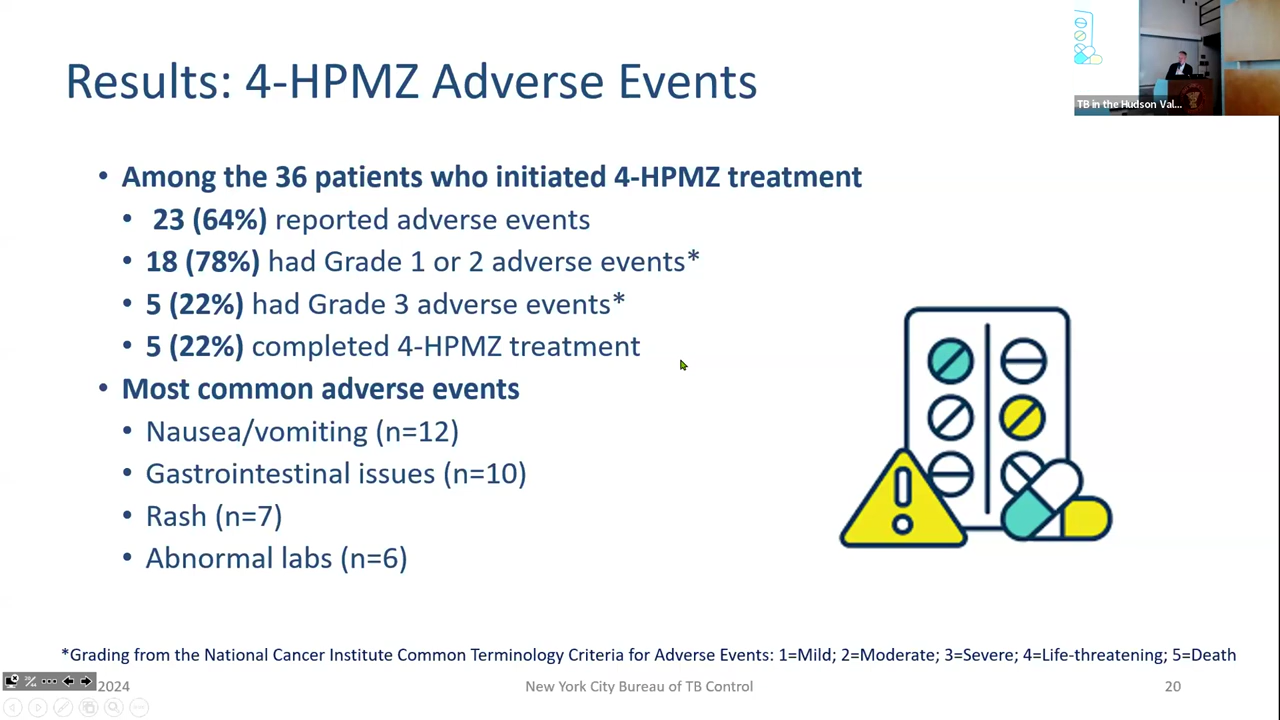 TB in the Hudson Val...
Results: 4-HPMZ Adverse Events
• Among the 36 patients who initiated 4-HPMZ treatment
• 23 (64%) reported adverse events
• 18 (78%) had Grade 1 or 2 adverse events*
• 5 (22%) had Grade 3 adverse events*
• 5 (22%) completed 4-HPMZ treatment
• Most common adverse events
• Nausea/vomiting (n=12)
• Gastrointestinal issues (n=10)
• Rash (n=7)
• Abnormal labs (n=6)
*Grading from the National Cancer Institute Common Terminology Criteria for Adverse Events: 1=Mild; 2=Moderate; 3=Severe; 4=Life-threatening; 5=Death
2024
New York City Bureau of TB Control
20